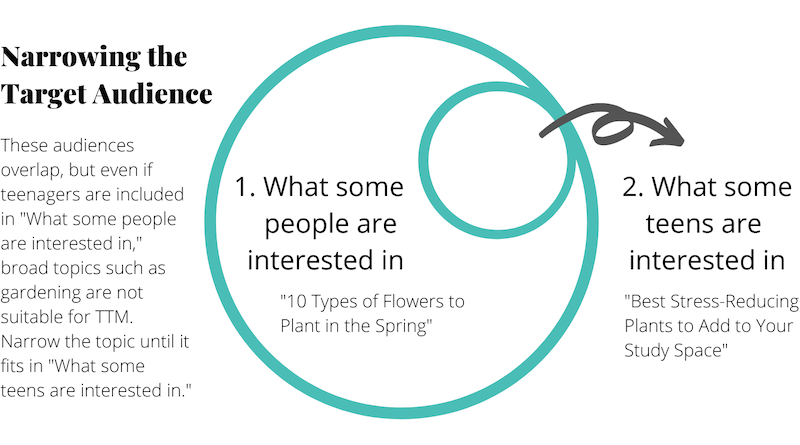 Narrowing the
Target Audience
These audiences
overlap, but even if
teenagers are included
in "What some people
are interested in,"
broad topics such as
gardening are not
suitable for TTM.
Narrow the topic until it
fits in "What some
teens are interested in."
1. What some
people are
interested in
"10 Types of Flowers to
Plant in the Spring"
2. What some
teens are
interested in
"Best Stress-Reducing
Plants to Add to Your
Study Space"